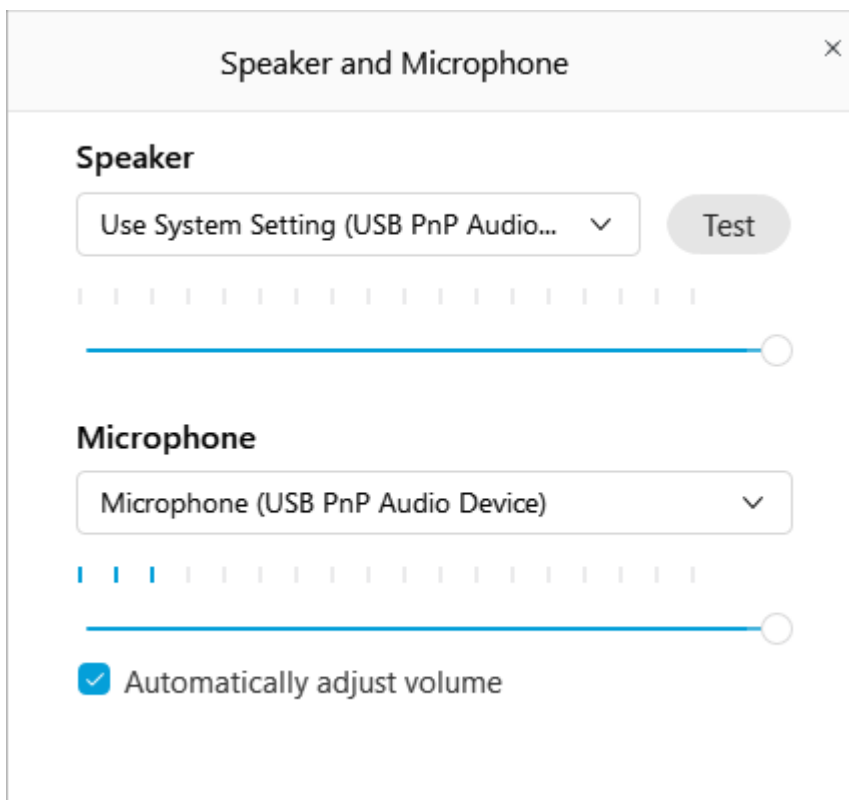 Speaker and Microphone
Speaker
Use System Setting (USB PnP Audio...
Test
Microphone
Microphone (USB PnP Audio Device)
Automatically adjust volume